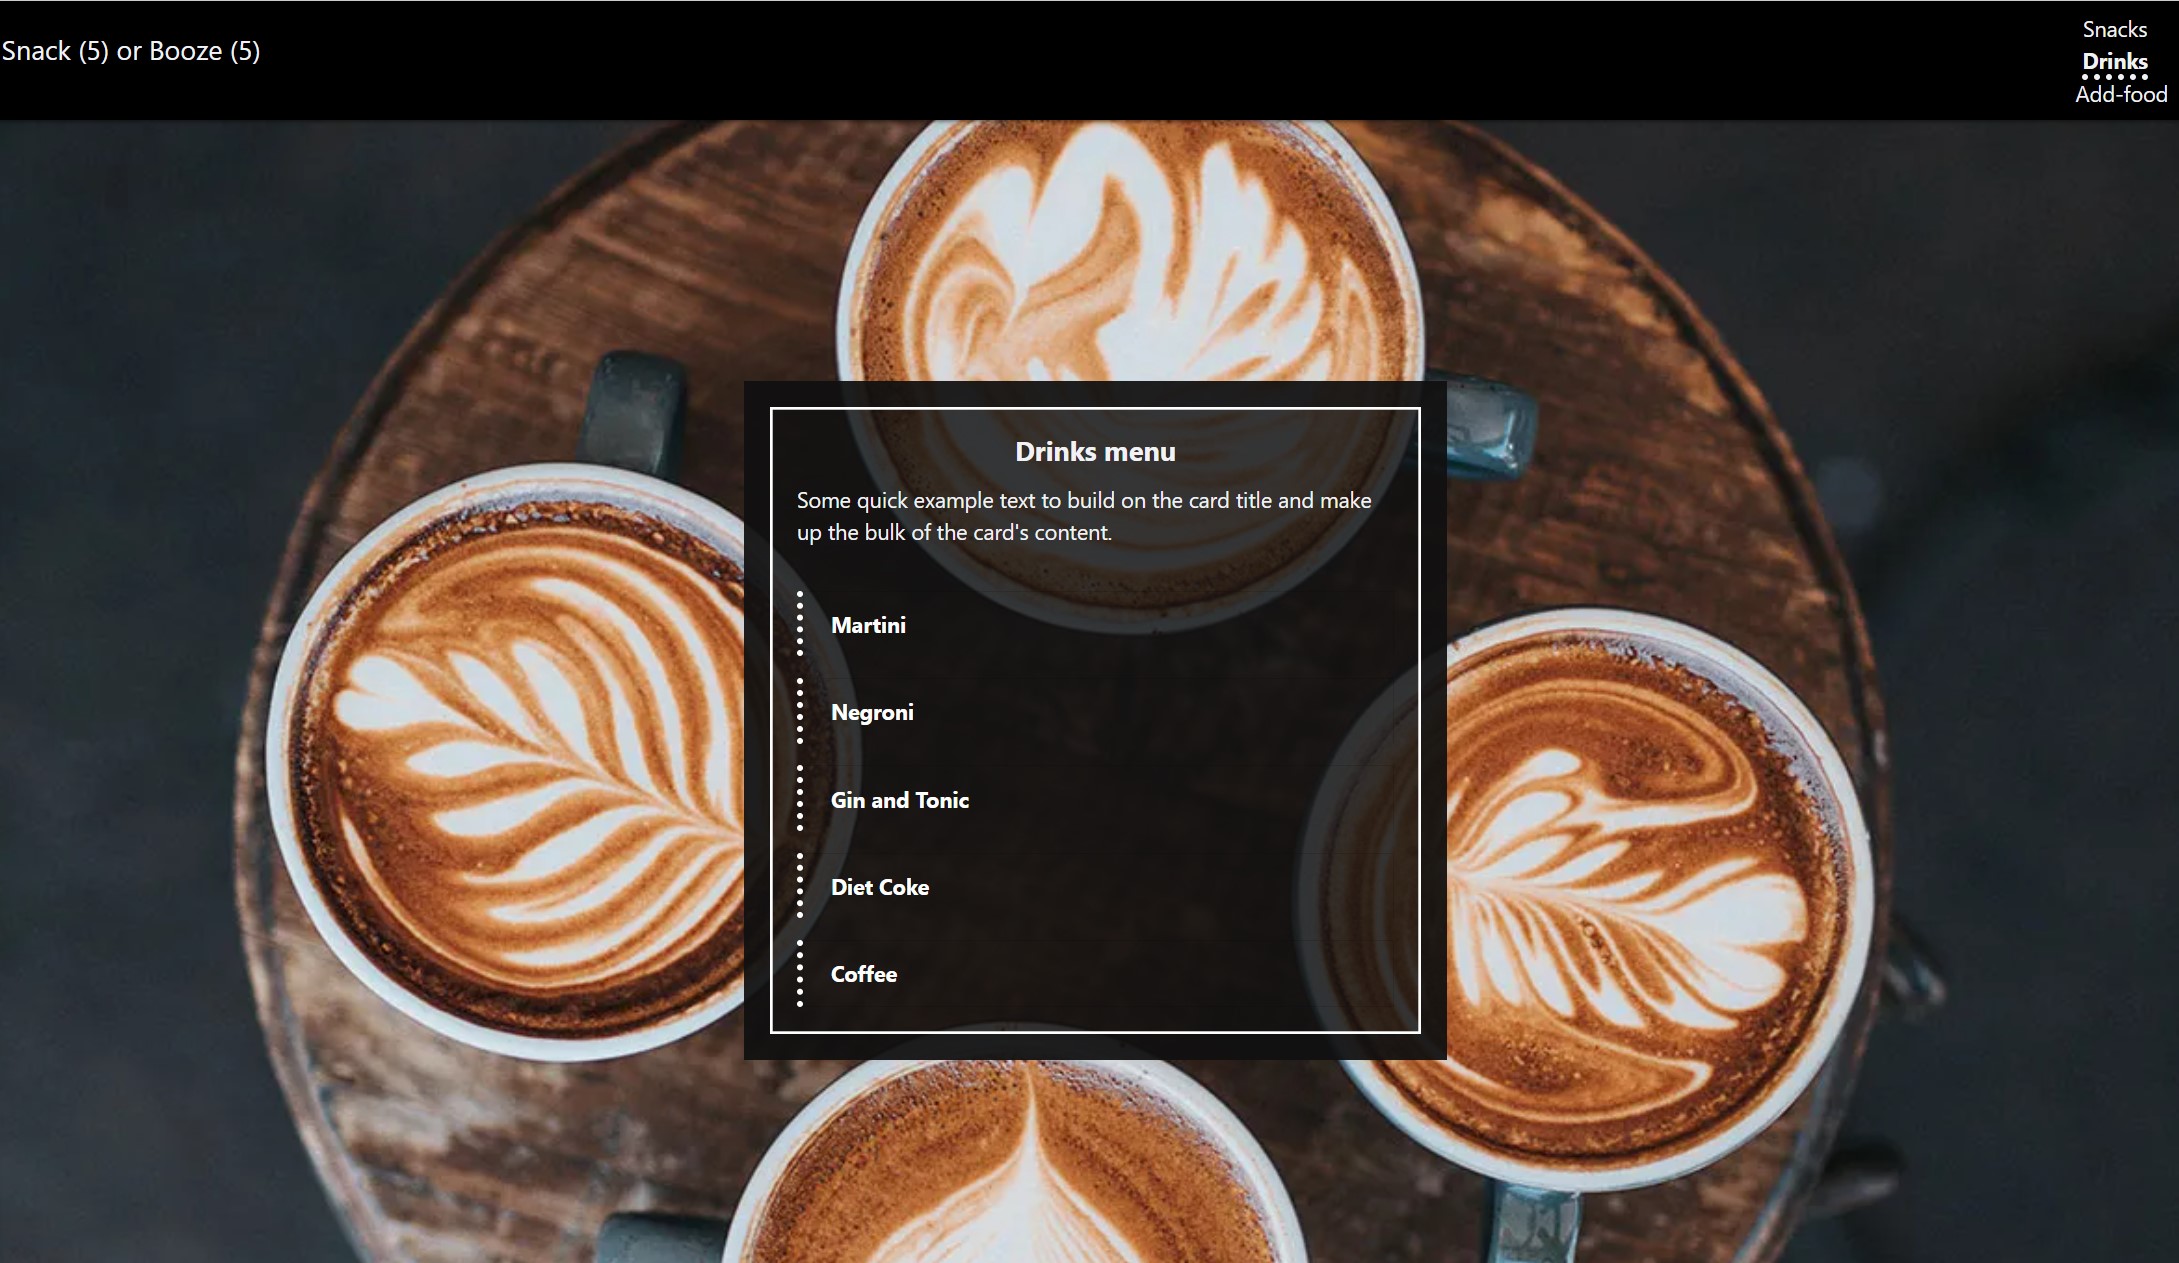 Snack (5) or Booze (5)
Snacks
Drinks
Add-food
Drinks menu
Some quick example text to build on the card title and make
up the bulk of the card's content.
Martini
Negroni
Gin and Tonic
Diet Coke
Coffee